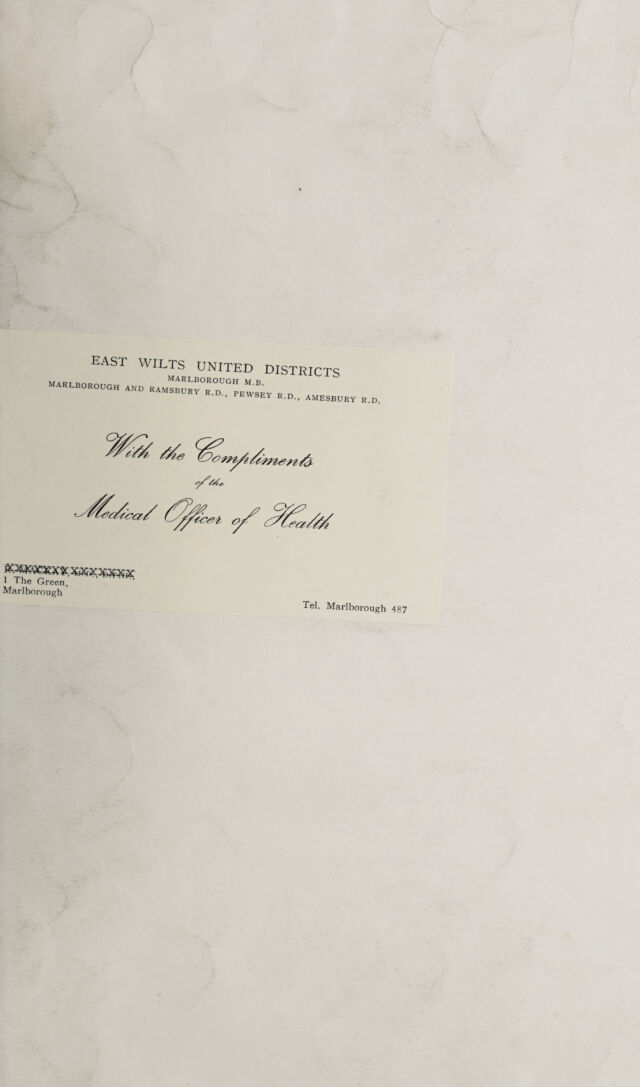 EAST WILTS UNITED DISTRICTS
MARLBOROUGH M.B.
MARLBOROUGH AND RAMSBURY R.D., PEWSEY R.D., AMESBURY R.D.
With the Compliments
of the
Medical Officer of Health
1 The Green,
Marlborough
Tel. Marlborough 487